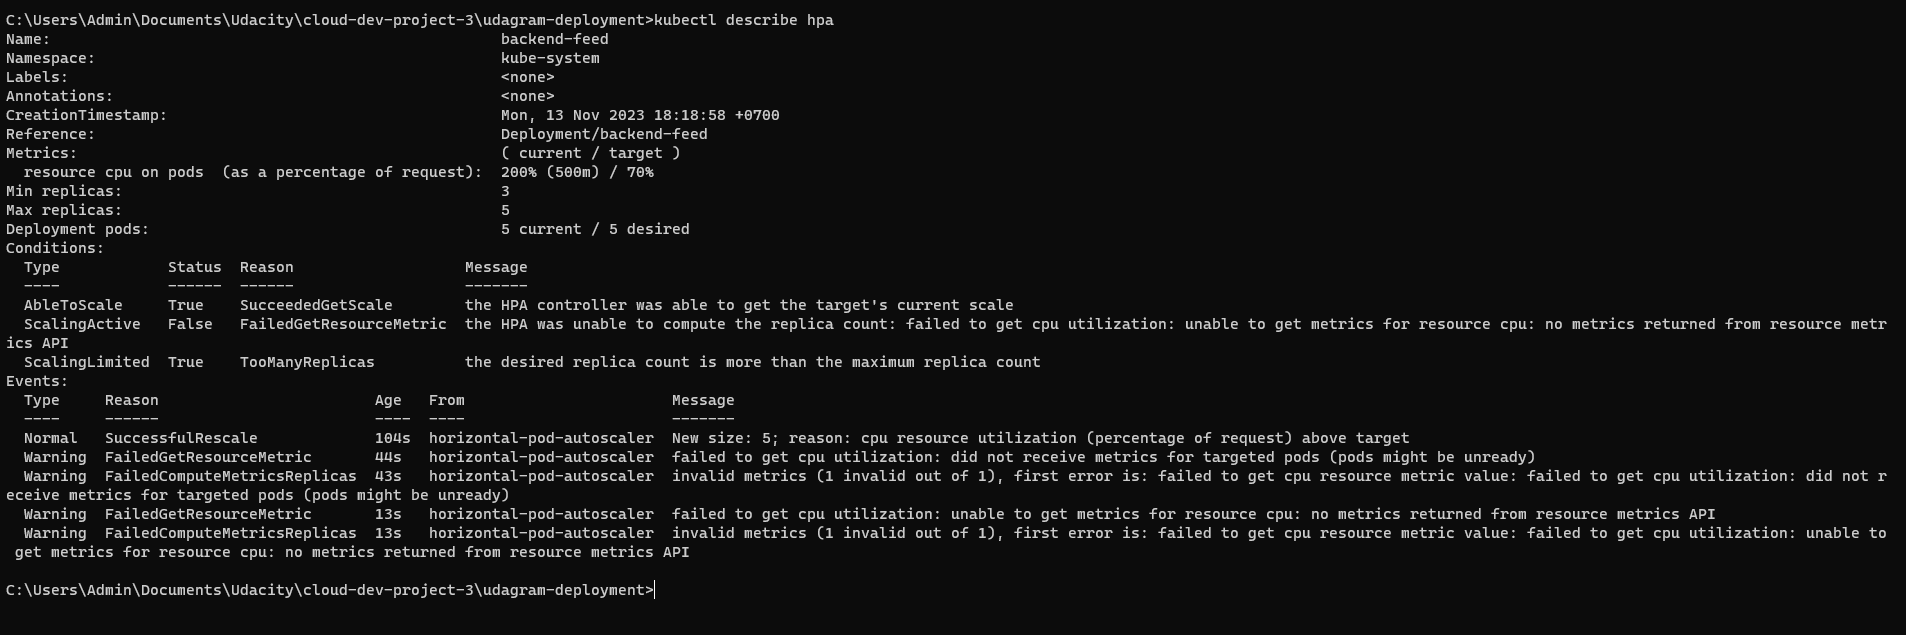 C:\Users\Admin\Documents\Udacity\cloud-dev-project-3\udagram-deployment>kubectl describe hpa
Name:                                                  backend-feed
Namespace:                                             kube-system
Labels:                                                <none>
Annotations:                                           <none>
CreationTimestamp:                                     Mon, 13 Nov 2023 18:18:58 +0700
Reference:                                             Deployment/backend-feed
Metrics:                                               ( current / target )
  resource cpu on pods  (as a percentage of request):  200% (500m) / 70%
Min replicas:                                          3
Max replicas:                                          5
Deployment pods:                                       5 current / 5 desired
Conditions:
  Type            Status  Reason                   Message
  ----            ------  ------                   -------
  AbleToScale     True    SucceededGetScale        the HPA controller was able to get the target's current scale
  ScalingActive   False   FailedGetResourceMetric  the HPA was unable to compute the replica count: failed to get cpu utilization: unable to get metrics for resource cpu: no metrics returned from resource metr
ics API
  ScalingLimited  True    TooManyReplicas          the desired replica count is more than the maximum replica count
Events:
  Type     Reason                        Age   From                       Message
  ----     ------                        ----  ----                       -------
  Normal   SuccessfulRescale             104s  horizontal-pod-autoscaler  New size: 5; reason: cpu resource utilization (percentage of request) above target
  Warning  FailedGetResourceMetric       44s   horizontal-pod-autoscaler  failed to get cpu utilization: did not receive metrics for targeted pods (pods might be unready)
  Warning  FailedComputeMetricsReplicas  43s   horizontal-pod-autoscaler  invalid metrics (1 invalid out of 1), first error is: failed to get cpu resource metric value: failed to get cpu utilization: did not r
eceive metrics for targeted pods (pods might be unready)
  Warning  FailedGetResourceMetric       13s   horizontal-pod-autoscaler  failed to get cpu utilization: unable to get metrics for resource cpu: no metrics returned from resource metrics API
  Warning  FailedComputeMetricsReplicas  13s   horizontal-pod-autoscaler  invalid metrics (1 invalid out of 1), first error is: failed to get cpu resource metric value: failed to get cpu utilization: unable to
 get metrics for resource cpu: no metrics returned from resource metrics API
C:\Users\Admin\Documents\Udacity\cloud-dev-project-3\udagram-deployment>